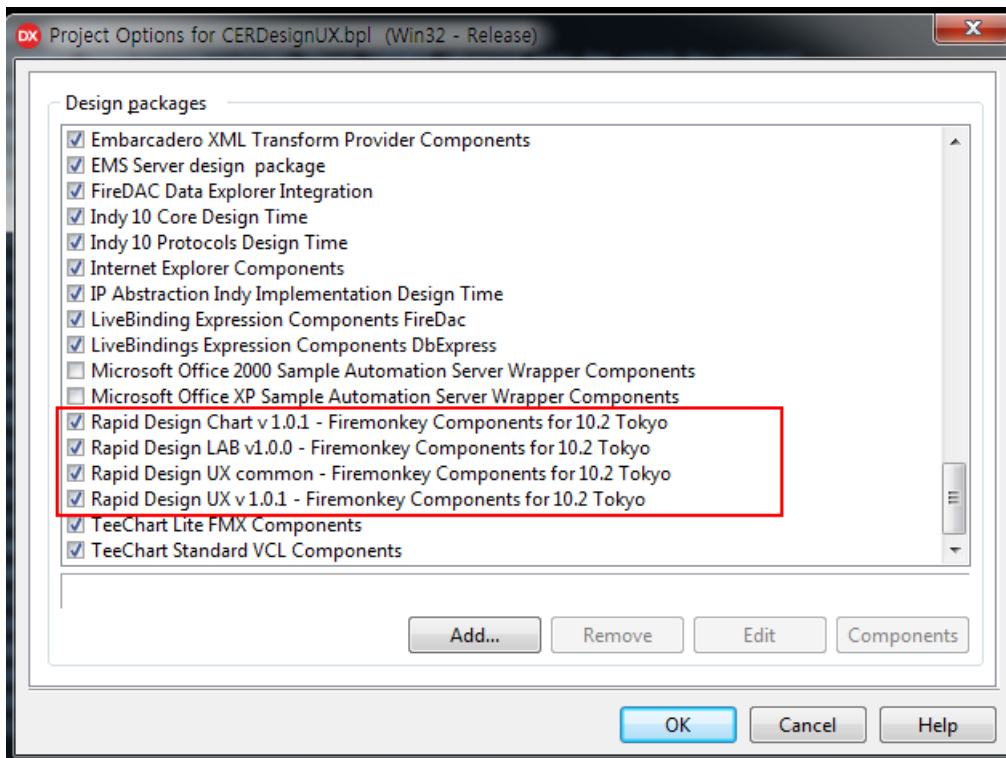 DX Project Options for CERDesignUX.bpl (Win32 - Release)
Design packages
Embarcadero XML Transform Provider Components
EMS Server design package
FireDAC Data Explorer Integration
Indy 10 Core Design Time
Indy 10 Protocols Design Time
Internet Explorer Components
IP Abstraction Indy Implementation Design Time
LiveBinding Expression Components FireDac
LiveBindings Expression Components DbExpress
Microsoft Office 2000 Sample Automation Server Wrapper Components
Microsoft Office XP Sample Automation Server Wrapper Components
Rapid Design Chart v 1.0.1 - Firemonkey Components for 10.2 Tokyo
Rapid Design LAB v1.0.0 - Firemonkey Components for 10.2 Tokyo
Rapid Design UX common - Firemonkey Components for 10.2 Tokyo
Rapid Design UX v 1.0.1 - Firemonkey Components for 10.2 Tokyo
TeeChart Lite FMX Components
TeeChart Standard VCL Components
Add... Remove Edit Components
OK Cancel Help